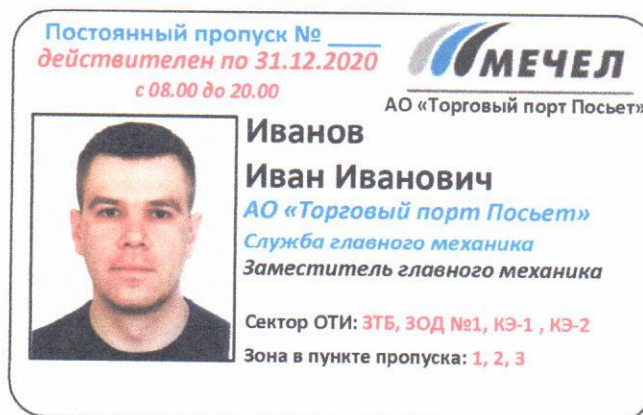 Постоянный пропуск № ____
действителен по 31.12.2020
с 08.00 до 20.00
МЕЧЕЛ
АО «Торговый порт Посьет»
Иванов
Иван Иванович
АО «Торговый порт Посьет»
Служба главного механика
Заместитель главного механика
Сектор ОТИ: ЗТБ, ЗОД №1, КЭ-1 , КЭ-2
Зона в пункте пропуска: 1, 2, 3